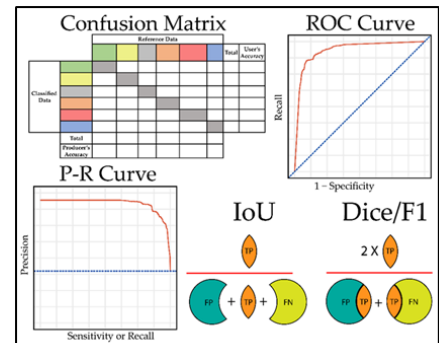 Confusion Matrix
Reference Data
Total
User's
Accuracy
Classified
Data
Total
Producer's
Accuracy
ROC Curve
Recall
1 – Specificity
P-R Curve
Precision
Sensitivity or Recall
IoU
TP
FP + TP + FN
Dice/F1
2 X TP
FP TP + TP FN